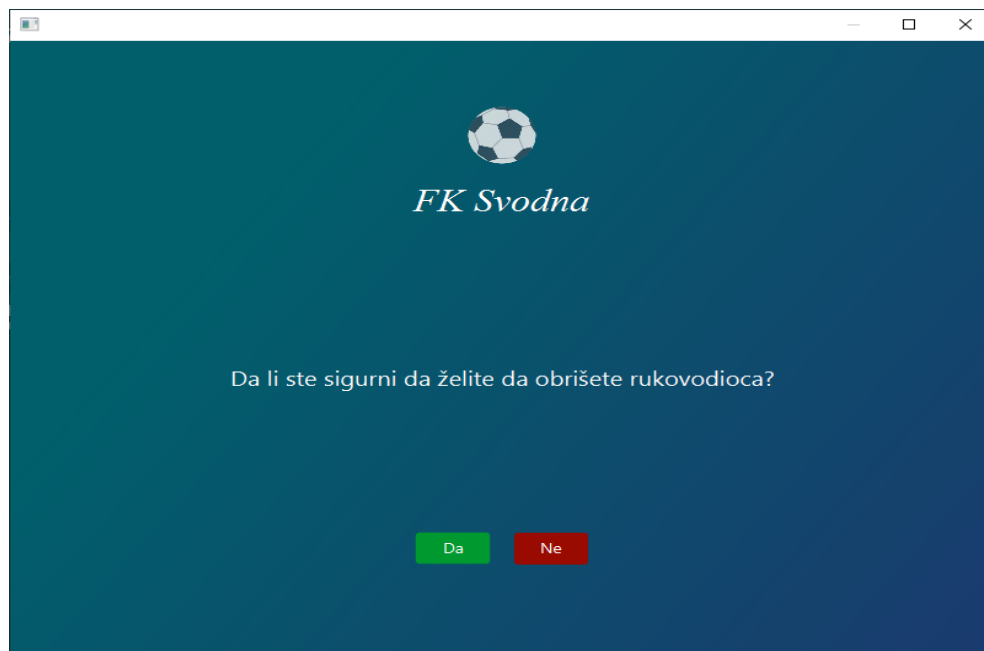 FK Svodna
Da li ste sigurni da želite da obrišete rukovodioca?
Da
Ne